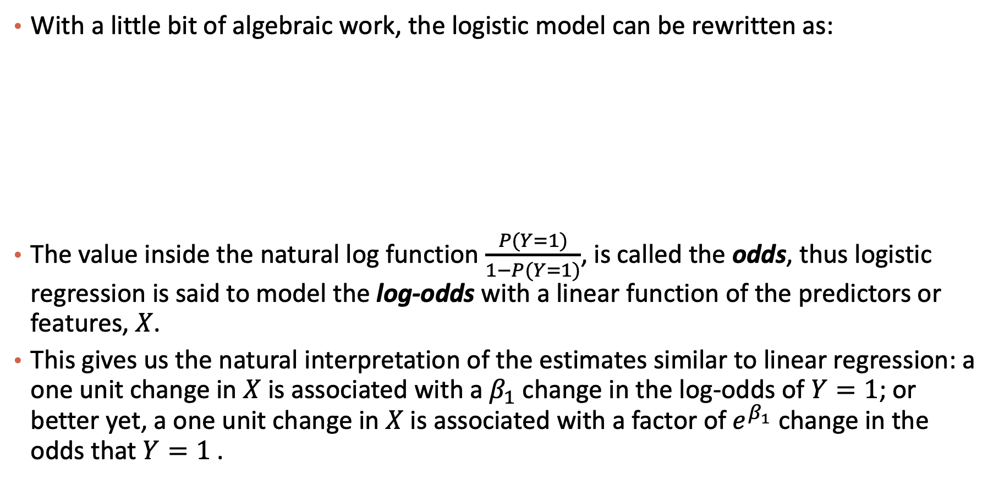 • With a little bit of algebraic work, the logistic model can be rewritten as:
• The value inside the natural log function P(Y=1)/(1−P(Y=1)), is called the odds, thus logistic
regression is said to model the log-odds with a linear function of the predictors or
features, X.
• This gives us the natural interpretation of the estimates similar to linear regression: a
one unit change in X is associated with a β₁ change in the log-odds of Y = 1; or
better yet, a one unit change in X is associated with a factor of e^β₁ change in the
odds that Y = 1 .